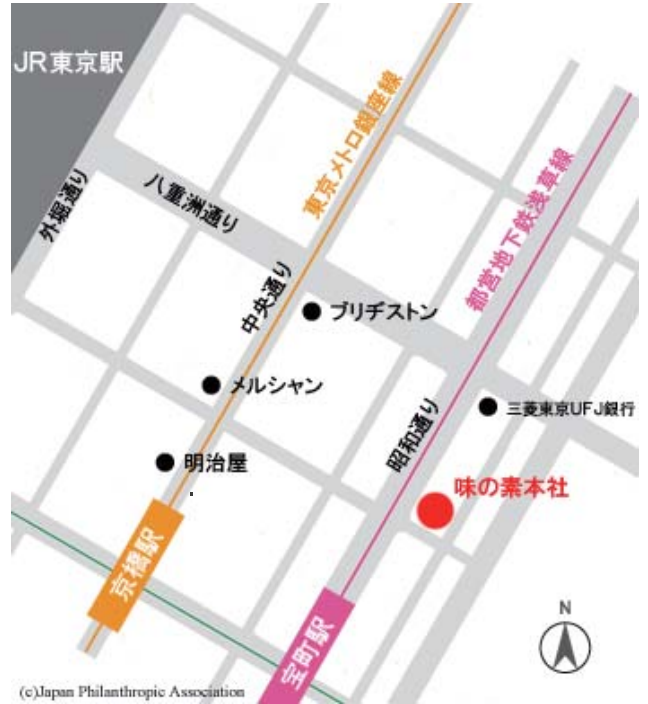 JR東京駅
東京メトロ銀座線
外堀通り
八重洲通り
都営地下鉄浅草線
中央通り
ブリヂストン
メルシャン
昭和通り
三菱東京UFJ銀行
明治屋
味の素本社
京橋駅
宝町駅
N
(c)Japan Philanthropic Association